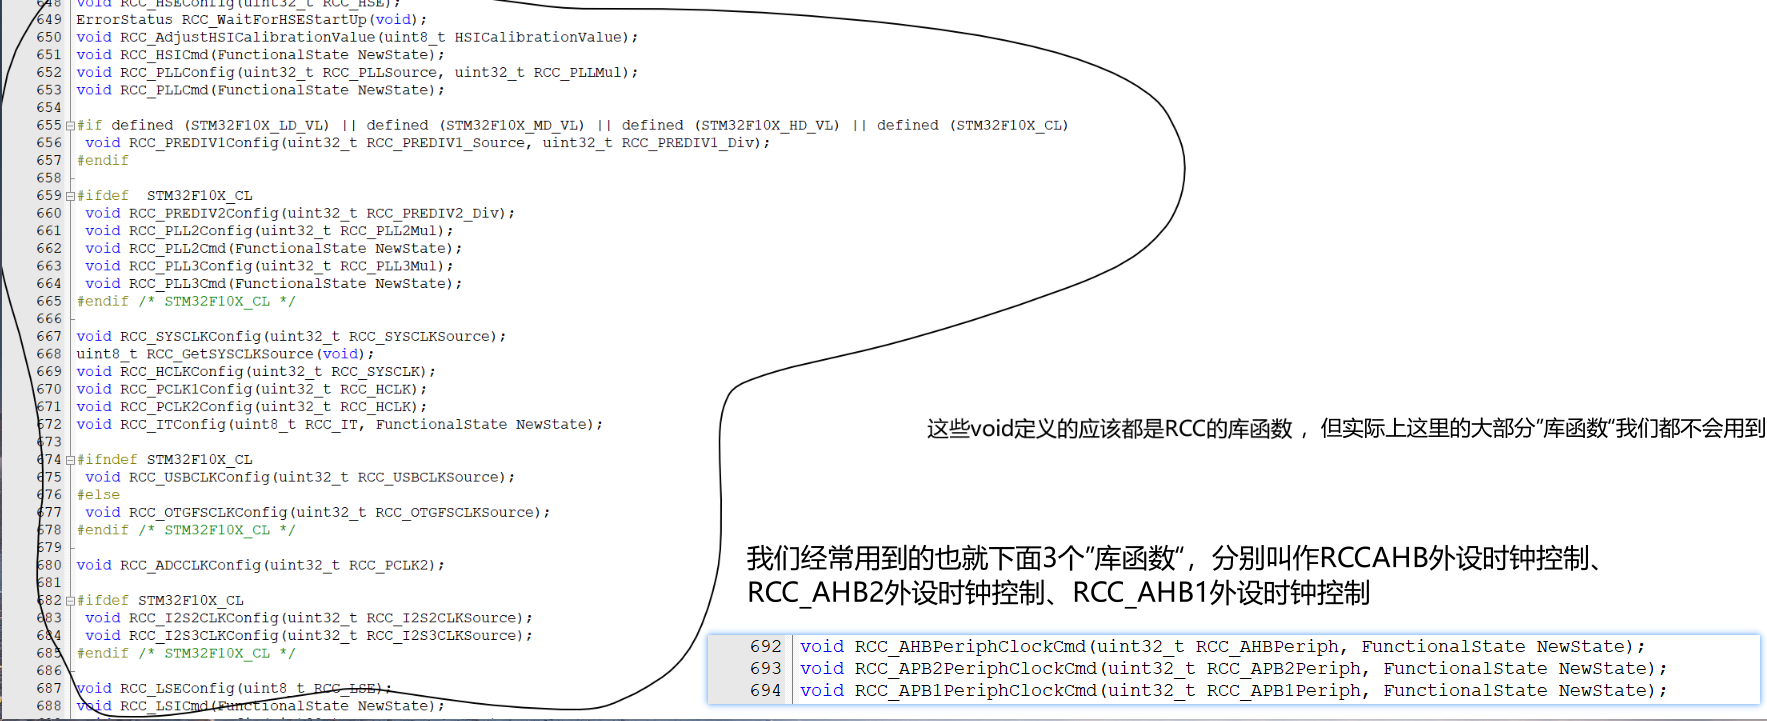 648 void RCC_HSEConfig(uint32_t RCC_HSE);
649 ErrorStatus RCC_WaitForHSEStartUp(void);
650 void RCC_AdjustHSICalibrationValue(uint8_t HSICalibrationValue);
651 void RCC_HSICmd(FunctionalState NewState);
652 void RCC_PLLConfig(uint32_t RCC_PLLSource, uint32_t RCC_PLLMul);
653 void RCC_PLLCmd(FunctionalState NewState);
654
655 #if defined (STM32F10X_LD_VL) || defined (STM32F10X_MD_VL) || defined (STM32F10X_HD_VL) || defined (STM32F10X_CL)
656 void RCC_PREDIV1Config(uint32_t RCC_PREDIV1_Source, uint32_t RCC_PREDIV1_Div);
657 #endif
658
659 #ifdef  STM32F10X_CL
660 void RCC_PREDIV2Config(uint32_t RCC_PREDIV2_Div);
661 void RCC_PLL2Config(uint32_t RCC_PLL2Mul);
662 void RCC_PLL2Cmd(FunctionalState NewState);
663 void RCC_PLL3Config(uint32_t RCC_PLL3Mul);
664 void RCC_PLL3Cmd(FunctionalState NewState);
665 #endif /* STM32F10X_CL */
666
667 void RCC_SYSCLKConfig(uint32_t RCC_SYSCLKSource);
668 uint8_t RCC_GetSYSCLKSource(void);
669 void RCC_HCLKConfig(uint32_t RCC_SYSCLK);
670 void RCC_PCLK1Config(uint32_t RCC_HCLK);
671 void RCC_PCLK2Config(uint32_t RCC_HCLK);
672 void RCC_ITConfig(uint8_t RCC_IT, FunctionalState NewState);
673
674 #ifndef STM32F10X_CL
675 void RCC_USBCLKConfig(uint32_t RCC_USBCLKSource);
676 #else
677 void RCC_OTGFSCLKConfig(uint32_t RCC_OTGFSCLKSource);
678 #endif /* STM32F10X_CL */
679
680 void RCC_ADCCLKConfig(uint32_t RCC_PCLK2);
681
682 #ifdef STM32F10X_CL
683 void RCC_I2S2CLKConfig(uint32_t RCC_I2S2CLKSource);
684 void RCC_I2S3CLKConfig(uint32_t RCC_I2S3CLKSource);
685 #endif /* STM32F10X_CL */
686
687 void RCC_LSEConfig(uint8_t RCC_LSE);
688 void RCC_LSICmd(FunctionalState NewState);
这些void定义的应该都是RCC的库函数 ，但实际上这里的大部分”库函数“我们都不会用到
我们经常用到的也就下面3个”库函数“，分别叫作RCCAHB外设时钟控制、
RCC_AHB2外设时钟控制、RCC_AHB1外设时钟控制
692 void RCC_AHBPeriphClockCmd(uint32_t RCC_AHBPeriph, FunctionalState NewState);
693 void RCC_APB2PeriphClockCmd(uint32_t RCC_APB2Periph, FunctionalState NewState);
694 void RCC_APB1PeriphClockCmd(uint32_t RCC_APB1Periph, FunctionalState NewState);